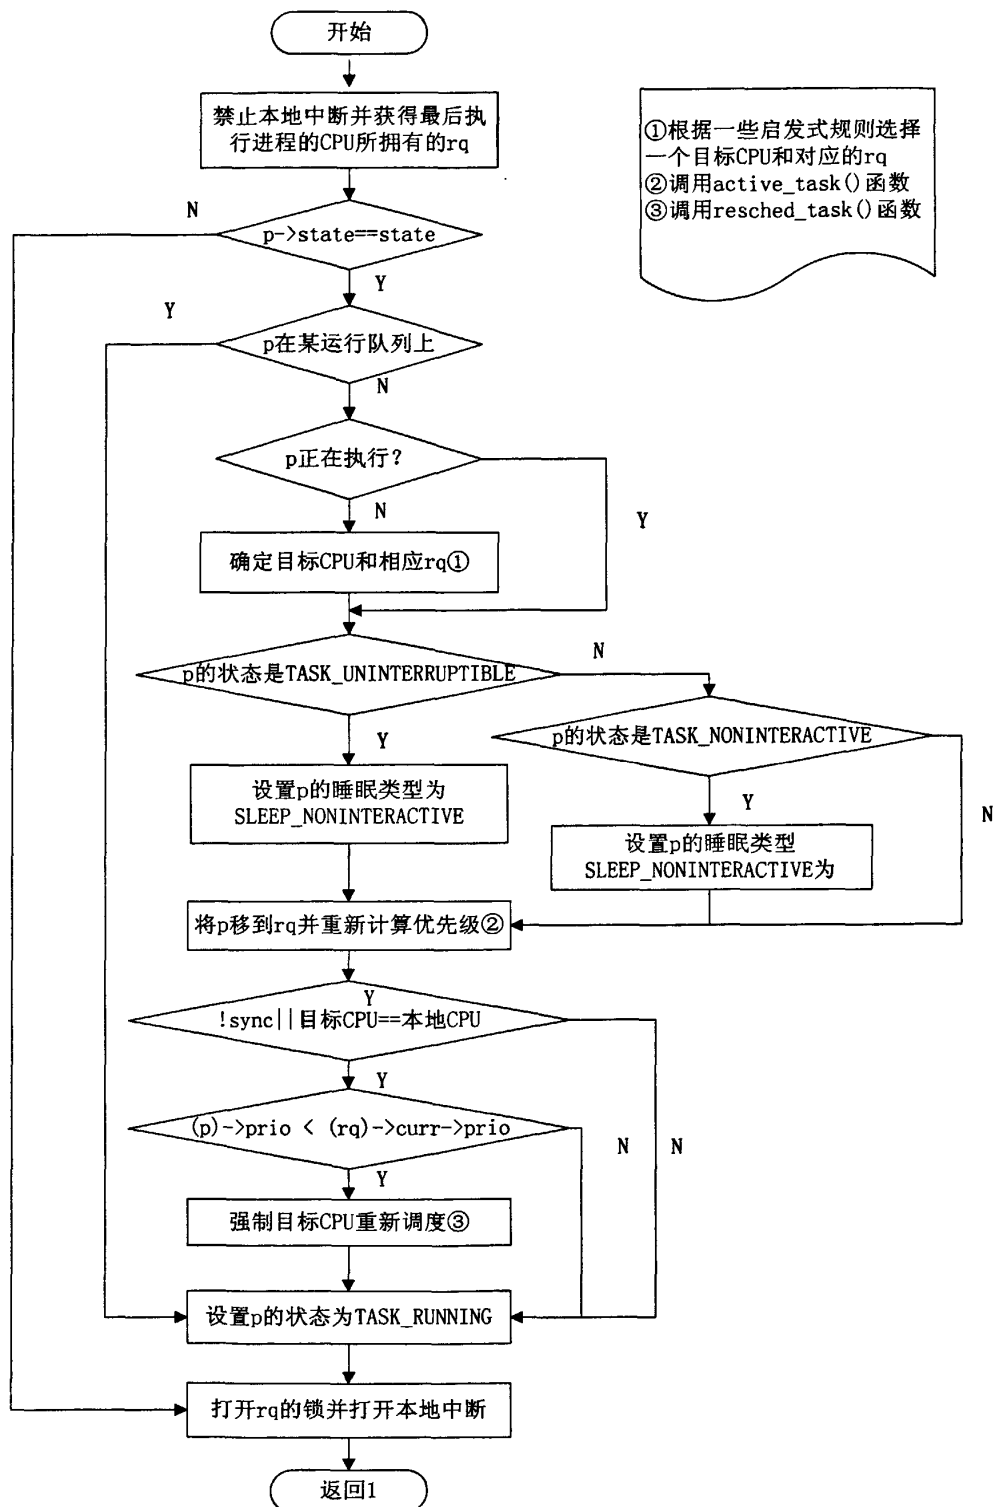 开始
禁止本地中断并获得最后执
行进程的CPU所拥有的rq
①根据一些启发式规则选择
一个目标CPU和对应的rq
②调用active_task()函数
③调用resched_task()函数
N
p->state==state
Y
Y
p在某运行队列上
N
p正在执行?
N
Y
确定目标CPU和相应rq①
p的状态是TASK_UNINTERRUPTIBLE
N
p的状态是TASK_NONINTERACTIVE
Y
设置p的睡眠类型为
SLEEP_NONINTERACTIVE
Y
N
设置p的睡眠类型
SLEEP_NONINTERACTIVE为
将p移到rq并重新计算优先级②
Y
!sync||目标CPU==本地CPU
Y
(p)->prio < (rq)->curr->prio
N
N
Y
强制目标CPU重新调度③
设置p的状态为TASK_RUNNING
打开rq的锁并打开本地中断
返回1